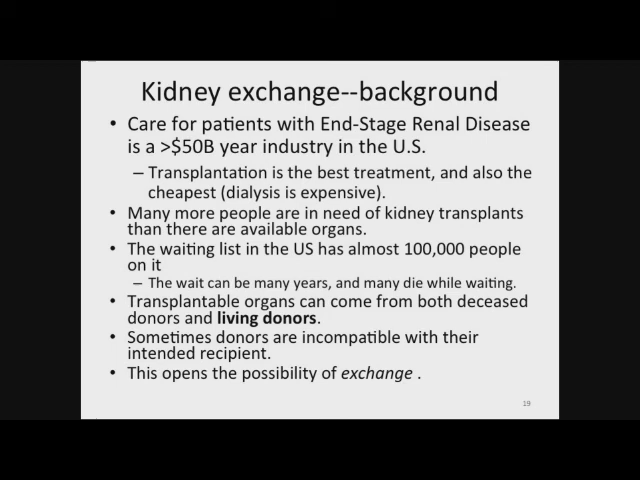 Kidney exchange--background
• Care for patients with End-Stage Renal Disease
is a >$50B year industry in the U.S.
– Transplantation is the best treatment, and also the
cheapest (dialysis is expensive).
• Many more people are in need of kidney transplants
than there are available organs.
• The waiting list in the US has almost 100,000 people
on it
– The wait can be many years, and many die while waiting.
• Transplantable organs can come from both deceased
donors and living donors.
• Sometimes donors are incompatible with their
intended recipient.
• This opens the possibility of exchange .
19